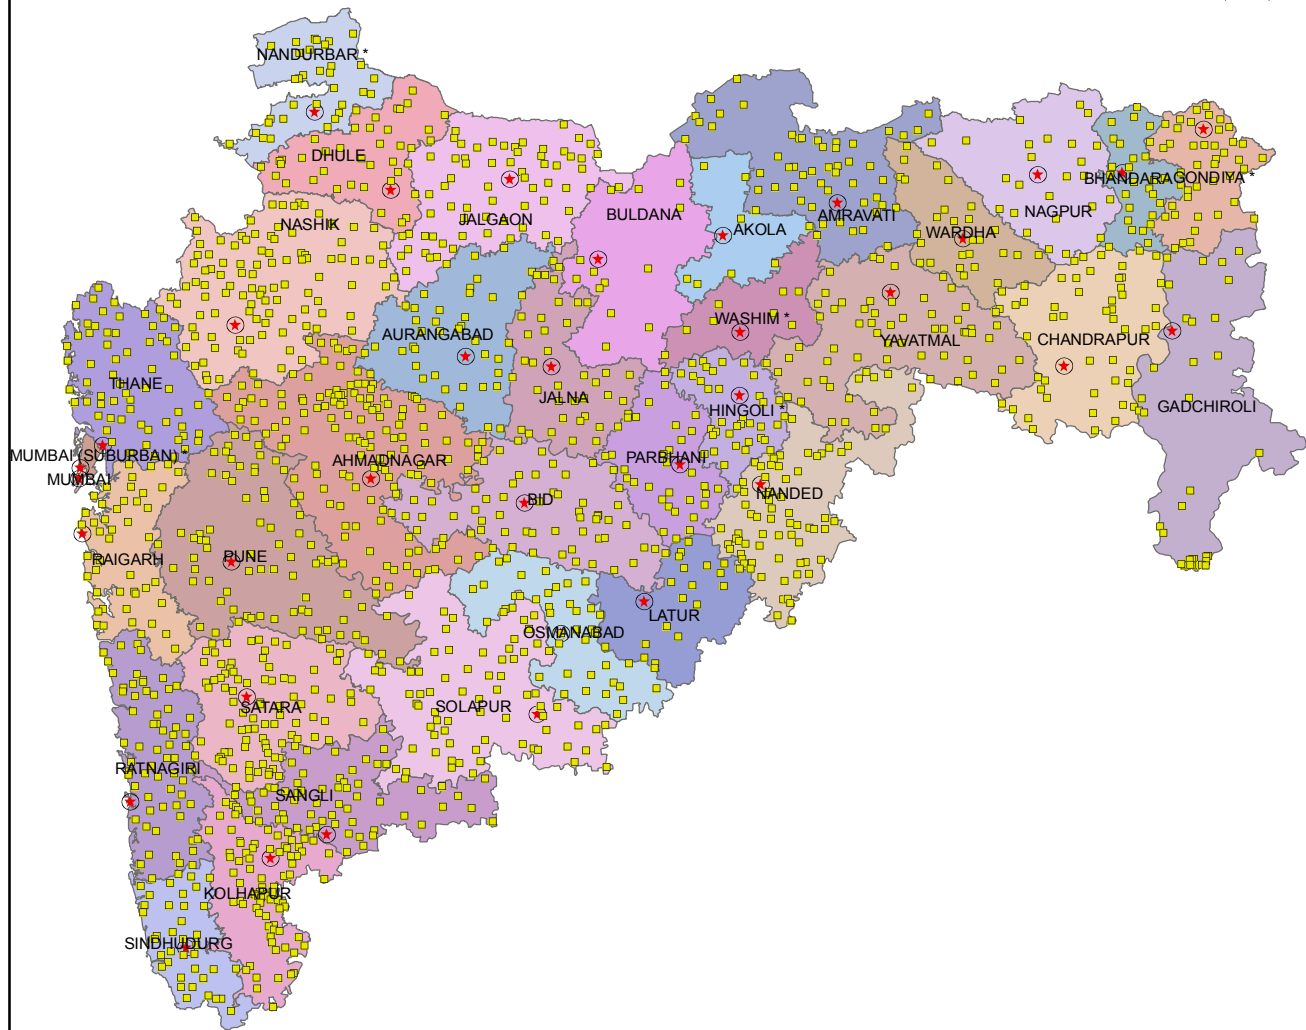 NANDURBAR *
DHULE
NASHIK
JALGAON
BULDANA
AKOLA
AMRAVATI
WARDHA
NAGPUR
BHANDARA
GONDIYA *
AURANGABAD
WASHIM *
YAVATMAL
CHANDRAPUR
THANE
JALNA
HINGOLI *
GADCHIROLI
MUMBAI (SUBURBAN) *
MUMBAI
AHMADNAGAR
PARBHANI
BID
NANDED
RAIGARH
PUNE
LATUR
OSMANABAD
SATARA
SOLAPUR
RATNAGIRI
SANGLI
KOLHAPUR
SINDHUDURG